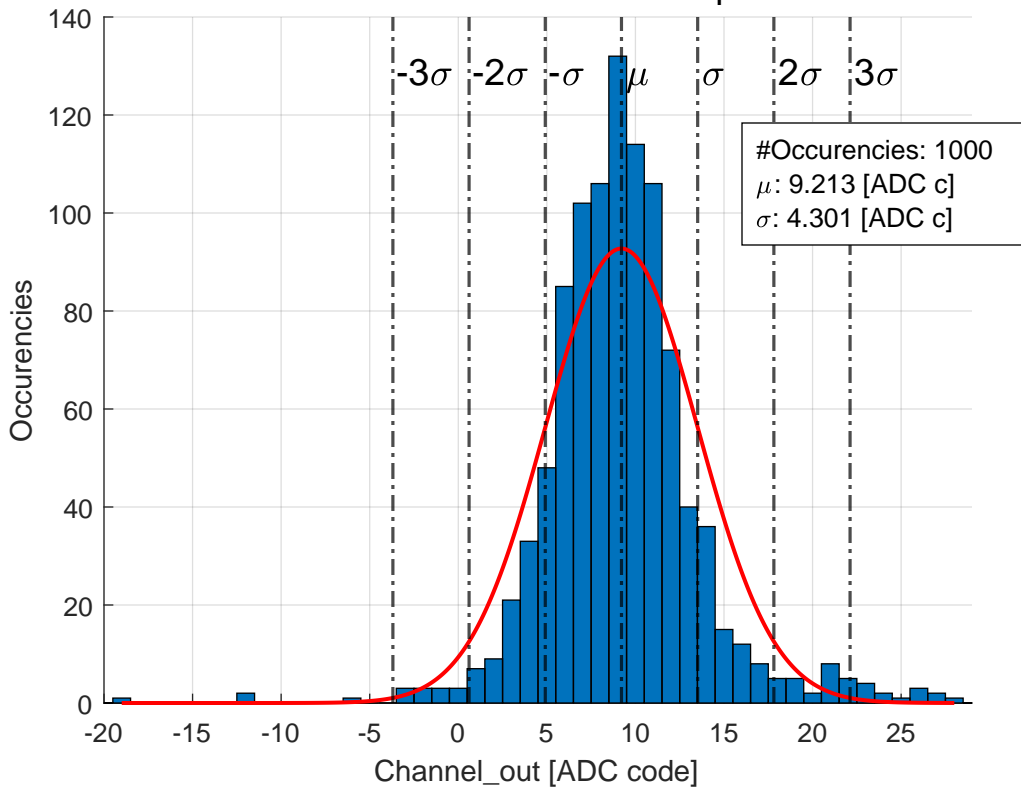 140
120
100
80
60
40
20
0
Occurencies
-3σ -2σ -σ μ σ 2σ 3σ
#Occurencies: 1000
μ: 9.213 [ADC c]
σ: 4.301 [ADC c]
-20 -15 -10 -5 0 5 10 15 20 25
Channel_out [ADC code]